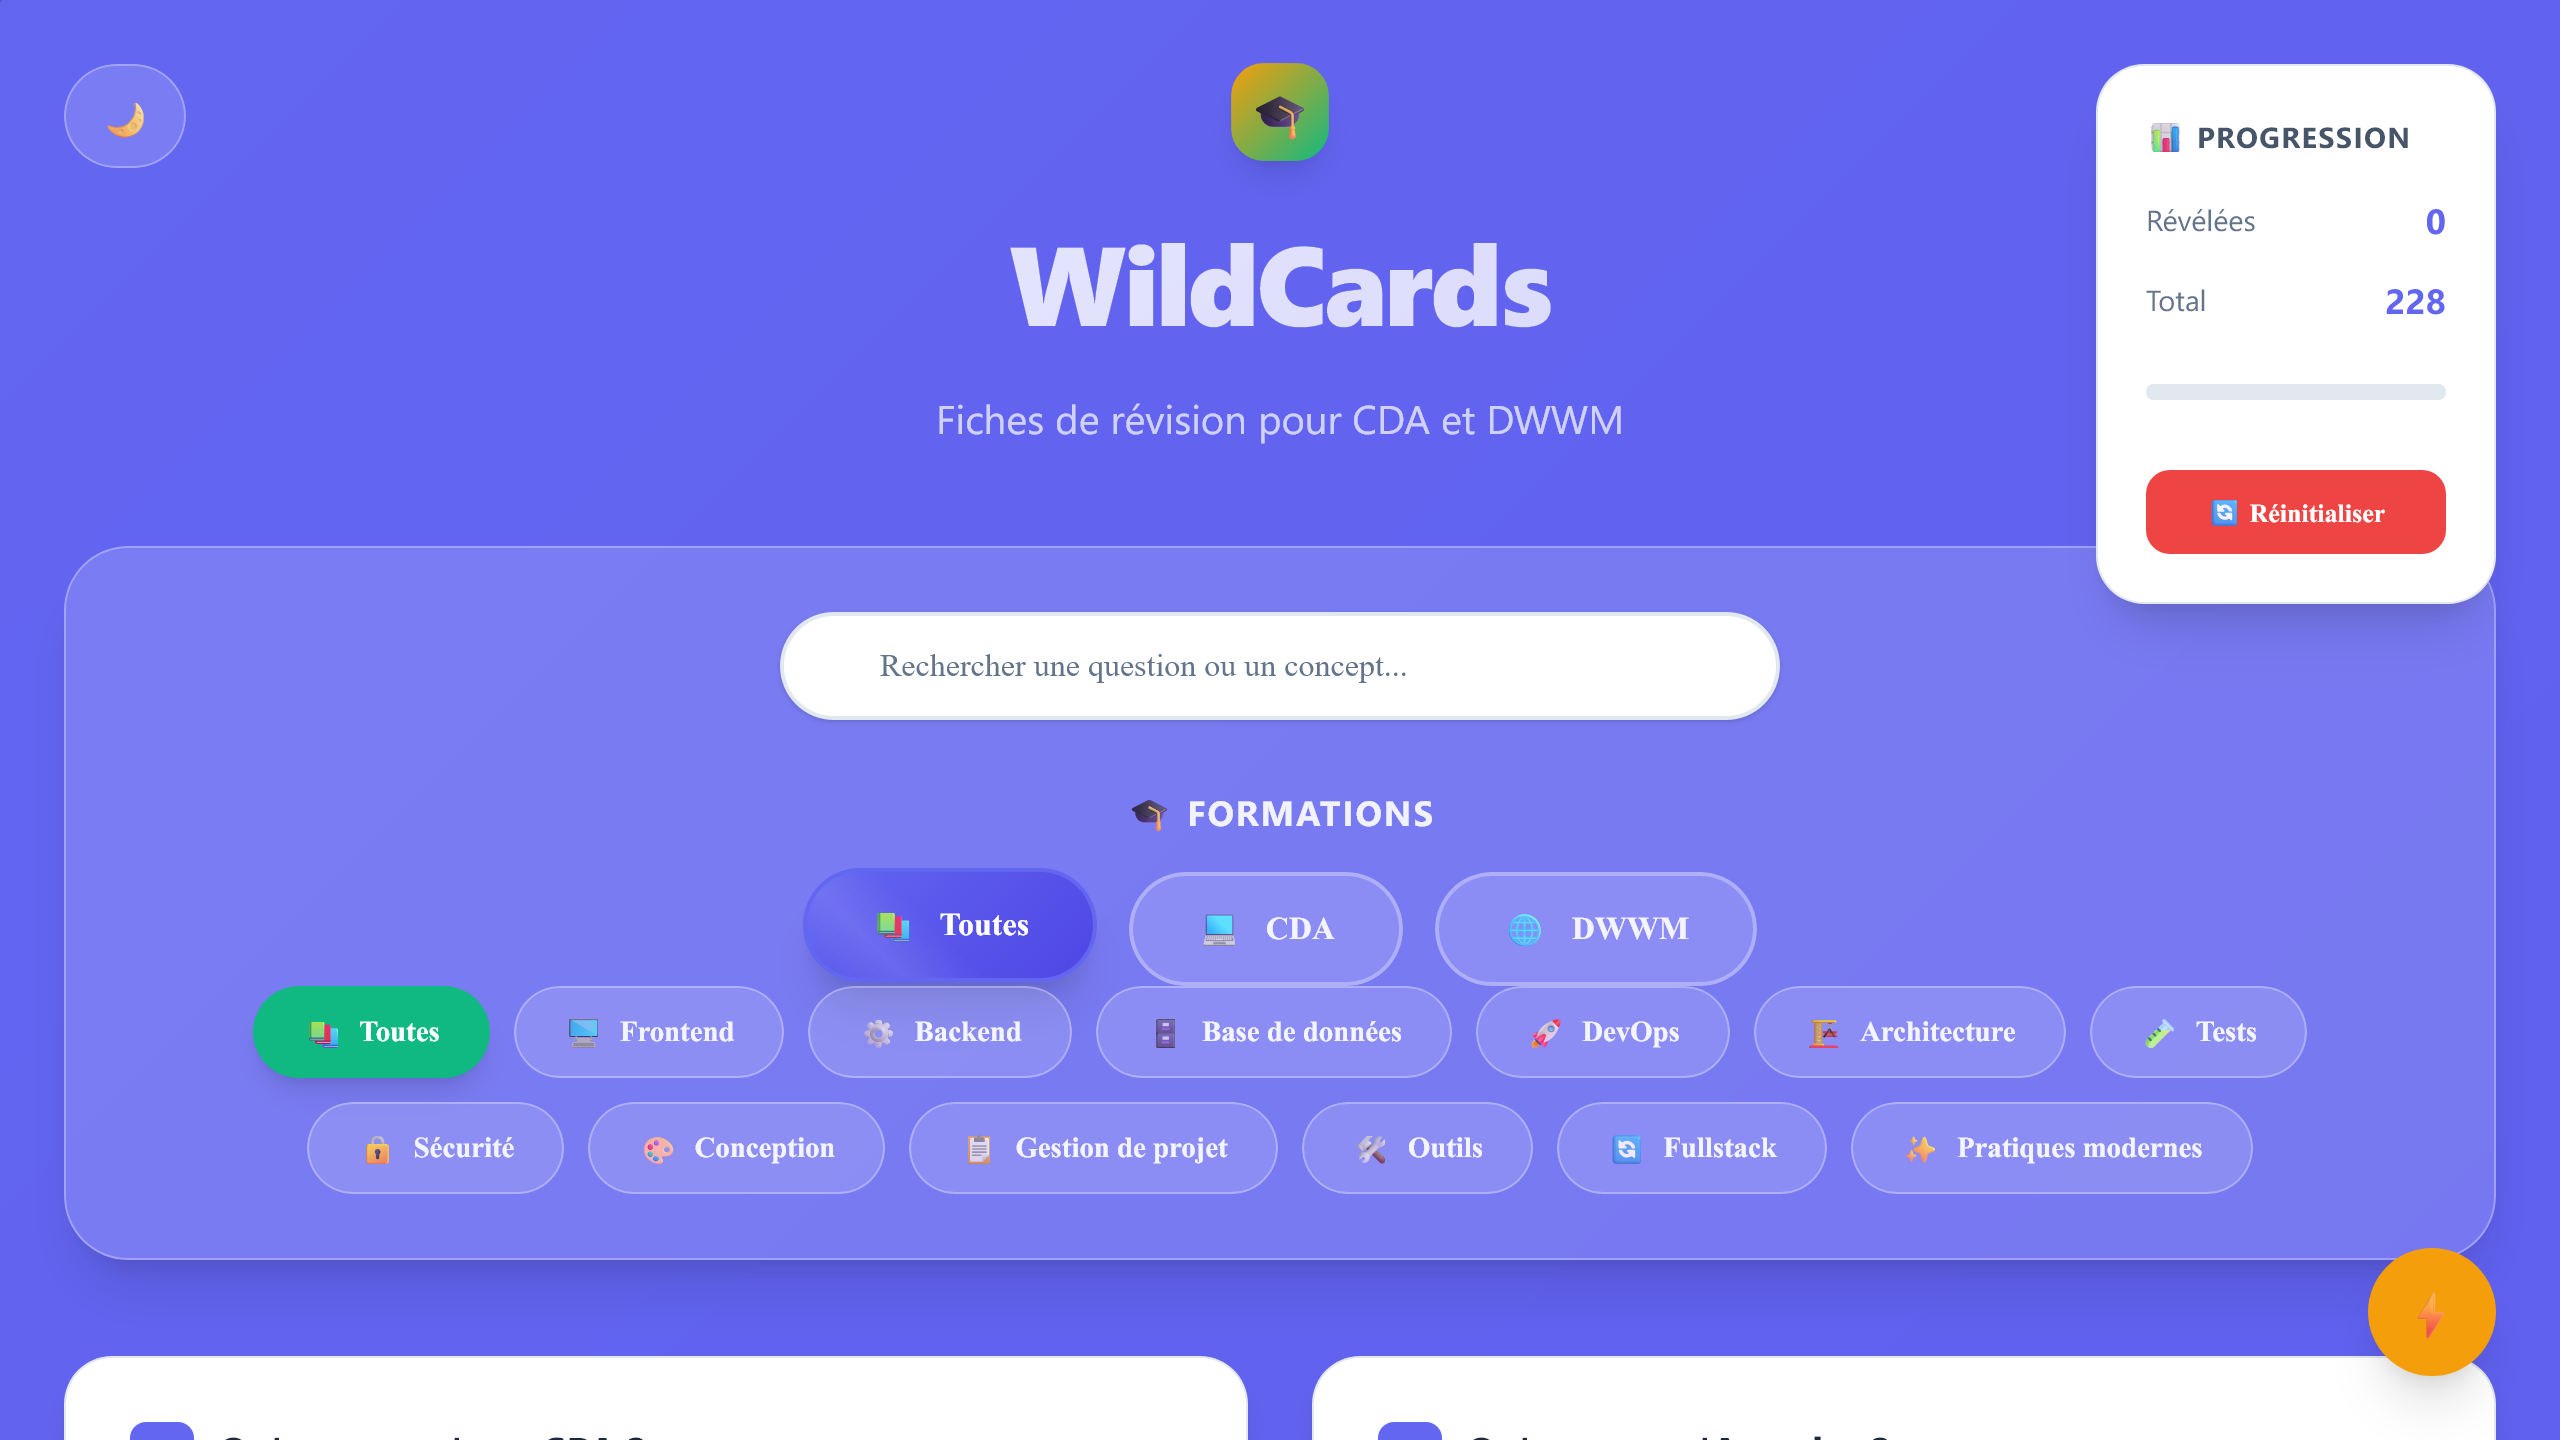 WildCards
Fiches de révision pour CDA et DWWM
PROGRESSION
Révélées 0
Total 228
Réinitialiser
Rechercher une question ou un concept...
FORMATIONS
Toutes CDA DWWM
Toutes Frontend Backend Base de données DevOps Architecture Tests
Sécurité Conception Gestion de projet Outils Fullstack Pratiques modernes